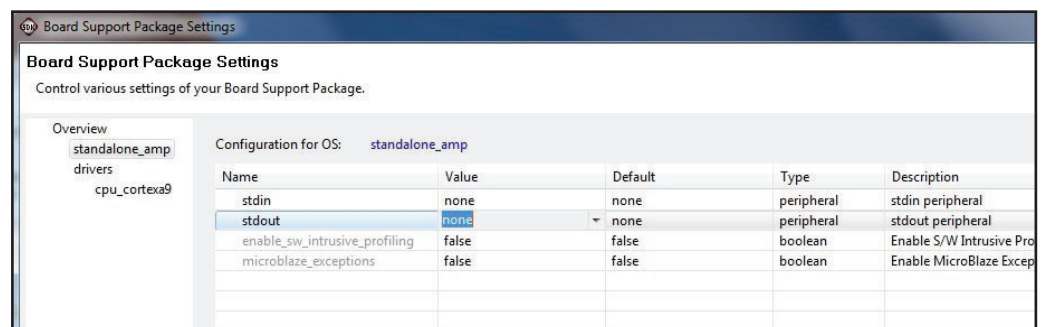 SDK Board Support Package Settings
Board Support Package Settings
Control various settings of your Board Support Package.
Overview
standalone_amp
drivers
cpu_cortexa9
Configuration for OS: standalone_amp
Name Value Default Type Description
stdin none none peripheral stdin peripheral
stdout none none peripheral stdout peripheral
enable_sw_intrusive_profiling false false boolean Enable S/W Intrusive Pro
microblaze_exceptions false false boolean Enable MicroBlaze Excep